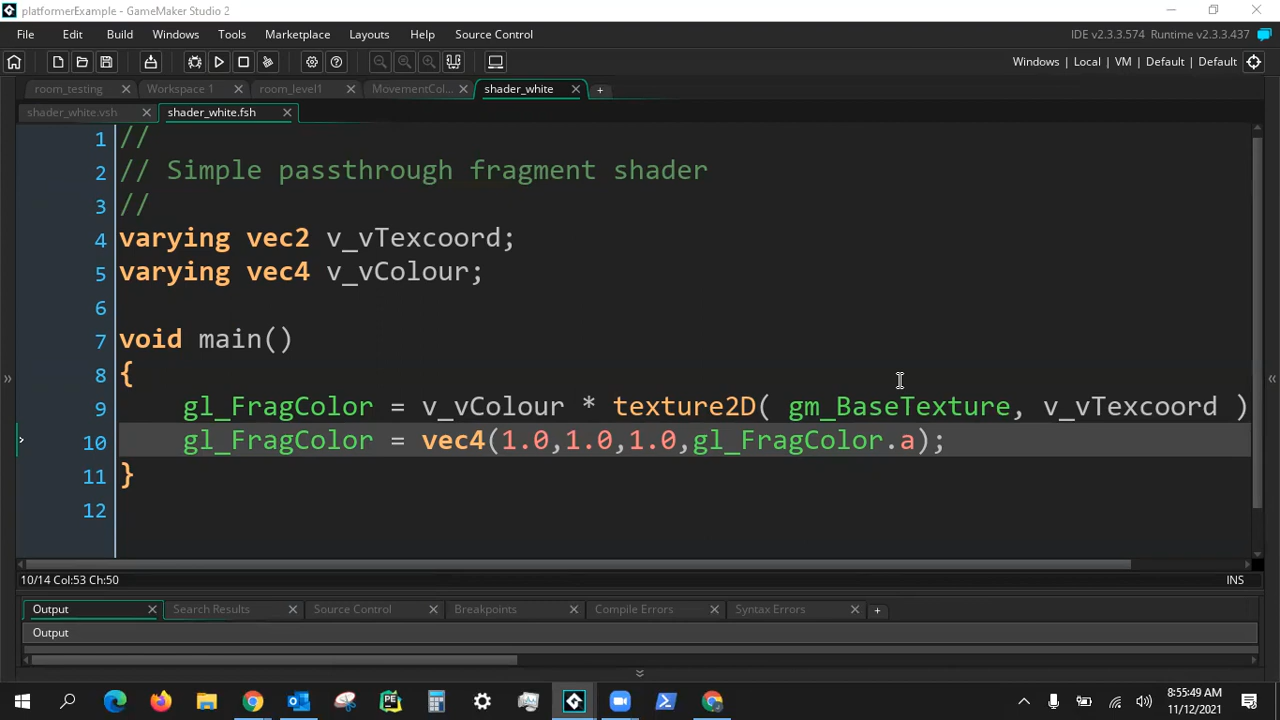 platformerExample - GameMaker Studio 2
File Edit Build Windows Tools Marketplace Layouts Help Source Control
IDE v2.3.3.574 Runtime v2.3.3.437
Windows | Local | VM | Default | Default
room_testing Workspace 1 room_level1 MovementCol... shader_white +
shader_white.vsh shader_white.fsh
1 //
2 // Simple passthrough fragment shader
3 //
4 varying vec2 v_vTexcoord;
5 varying vec4 v_vColour;
6
7 void main()
8 {
9 gl_FragColor = v_vColour * texture2D( gm_BaseTexture, v_vTexcoord )
10 gl_FragColor = vec4(1.0,1.0,1.0,gl_FragColor.a);
11 }
12
10/14 Col:53 Ch:50 INS
Output Search Results Source Control Breakpoints Compile Errors Syntax Errors +
Output
8:55:49 AM
11/12/2021